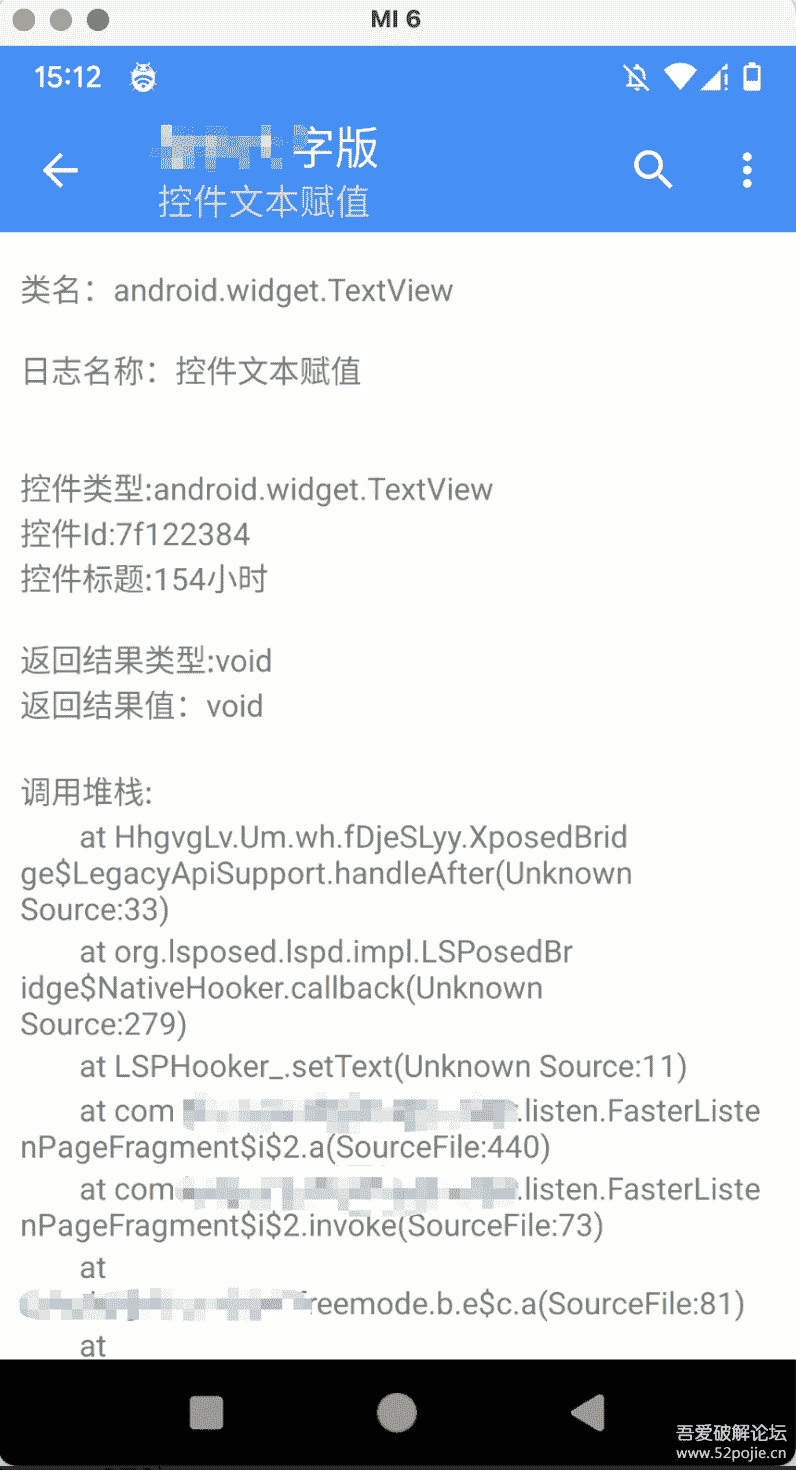 MI 6
15:12
字版
控件文本赋值
类名：android.widget.TextView
日志名称：控件文本赋值
控件类型:android.widget.TextView
控件Id:7f122384
控件标题:154小时
返回结果类型:void
返回结果值：void
调用堆栈:
at HhgvgLv.Um.wh.fDjeSLyy.XposedBrid
ge$LegacyApiSupport.handleAfter(Unknown
Source:33)
at org.lsposed.lspd.impl.LSPosedBr
idge$NativeHooker.callback(Unknown
Source:279)
at LSPHooker_.setText(Unknown Source:11)
at com .listen.FasterListe
nPageFragment$i$2.a(SourceFile:440)
at com .listen.FasterListe
nPageFragment$i$2.invoke(SourceFile:73)
at
freemode.b.e$c.a(SourceFile:81)
at
吾爱破解论坛
www.52pojie.cn